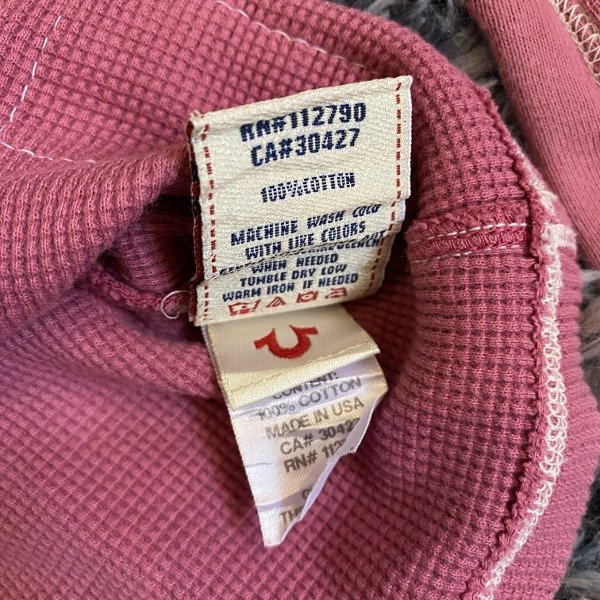 RN#112790
CA#30427
100%COTTON
MACHINE WASH COLD
WITH LIKE COLORS
WHEN NEEDED
TUMBLE DRY LOW
WARM IRON IF NEEDED
CONTENT:
100% COTTON
MADE IN USA
CA# 3042
RN# 112